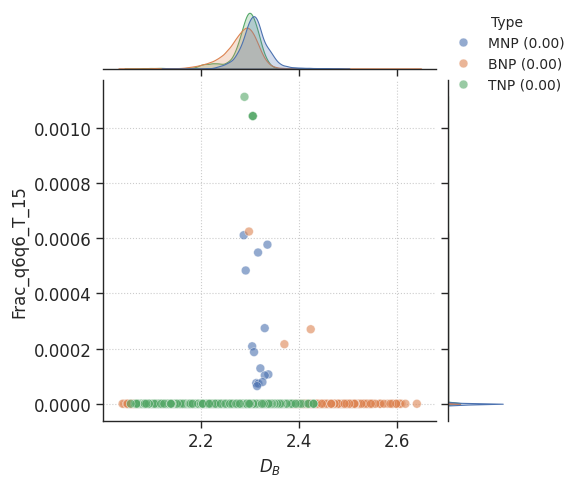 Type
MNP (0.00)
BNP (0.00)
TNP (0.00)
Frac_q6q6_T_15
0.0010
0.0008
0.0006
0.0004
0.0002
0.0000
2.2
2.4
2.6
D_B